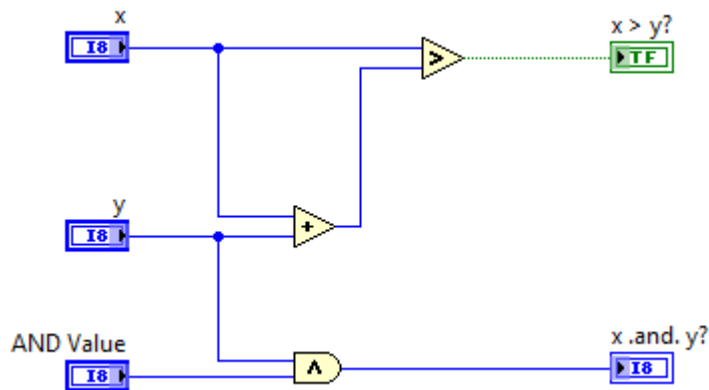 x
I8
x > y?
>
TF
y
I8
+
AND Value
I8
∧
x .and. y?
I8